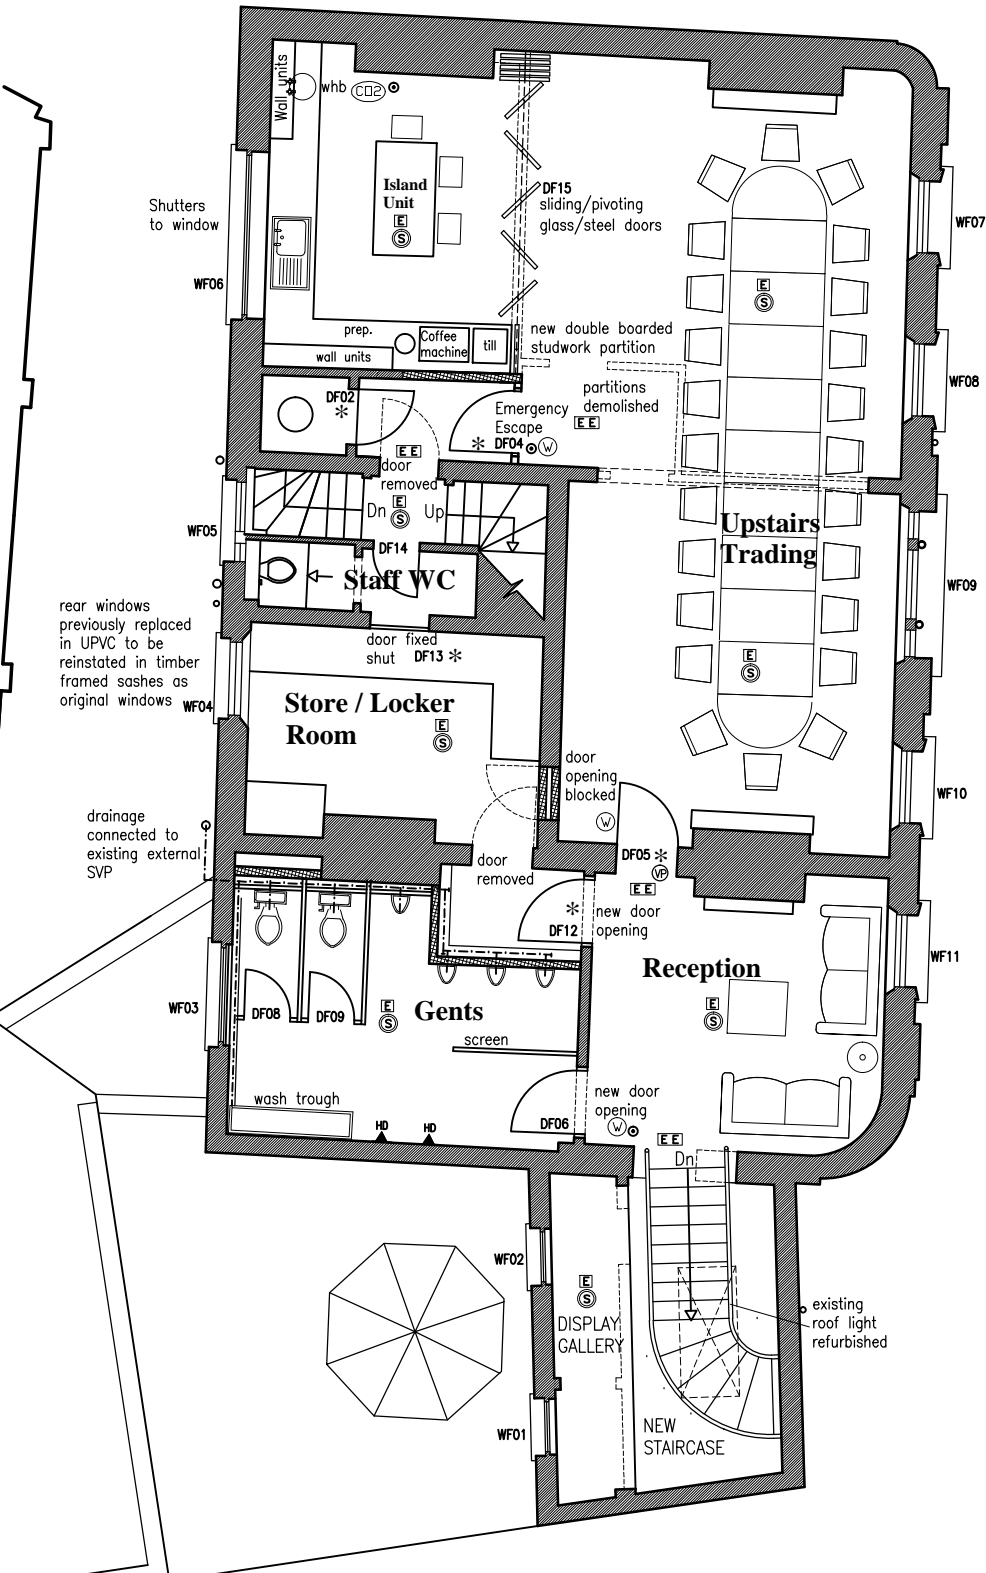 Wall units
whb
CO2
Island
Unit
E
S
DF15
sliding/pivoting
glass/steel doors
WF07
Shutters
to window
WF06
E
S
prep.
Coffee
machine
till
wall units
new double boarded
studwork partition
WF08
DF02
partitions
demolished
Emergency
Escape
E E
DF04
W
E E
door
removed
Dn
E
S
Up
WF05
DF14
Upstairs
Trading
Staff WC
WF09
rear windows
previously replaced
in UPVC to be
reinstated in timber
framed sashes as
original windows
door fixed
shut
DF13
E
S
WF04
Store / Locker
Room
E
S
door
opening
blocked
W
WF10
drainage
connected to
existing external
SVP
door
removed
DF05
VP
E E
new door
opening
DF12
WF11
Reception
E
S
WF03
DF08
DF09
E
S
Gents
screen
wash trough
HD
HD
DF06
new door
opening
W
E E
Dn
WF02
E
S
DISPLAY
GALLERY
existing
roof light
refurbished
WF01
NEW
STAIRCASE